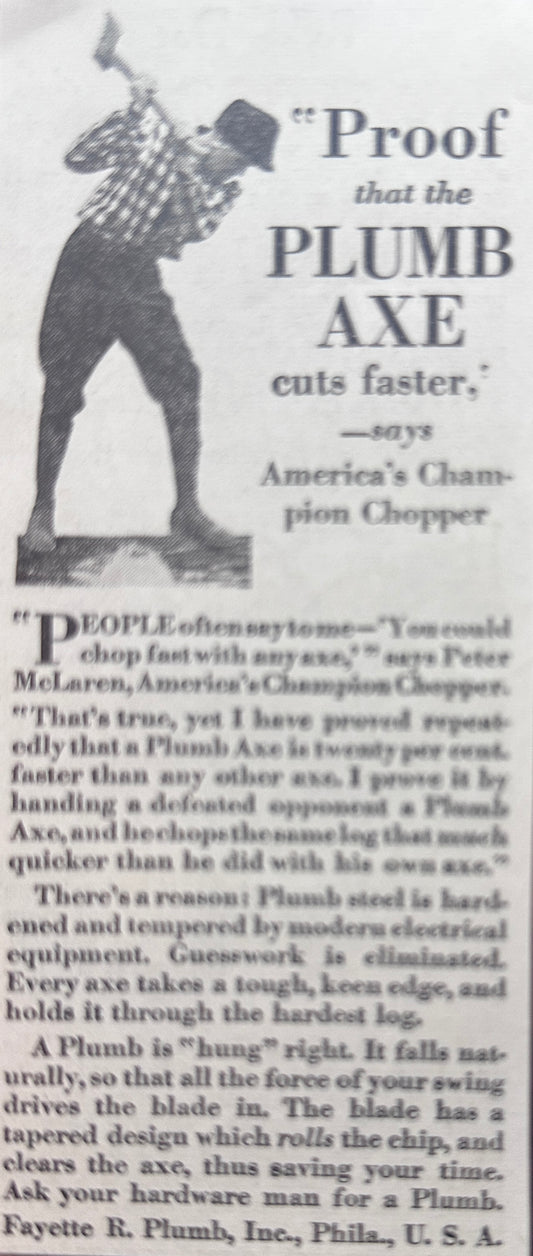 "Proof
that the
PLUMB
AXE
cuts faster,'
—says
America's Cham-
pion Chopper
"PEOPLE often say to me—'You could
chop fast with any axe,' " says Peter
McLaren, America's Champion Chopper.
"That's true, yet I have proved repeat-
edly that a Plumb Axe is twenty per cent.
faster than any other axe. I prove it by
handing a defeated opponent a Plumb
Axe, and he chops the same log that much
quicker than he did with his own axe."
There's a reason: Plumb steel is hard-
ened and tempered by modern electrical
equipment. Guesswork is eliminated.
Every axe takes a tough, keen edge, and
holds it through the hardest log.
A Plumb is "hung" right. It falls nat-
urally, so that all the force of your swing
drives the blade in. The blade has a
tapered design which rolls the chip, and
clears the axe, thus saving your time.
Ask your hardware man for a Plumb.
Fayette R. Plumb, Inc., Phila., U. S. A.